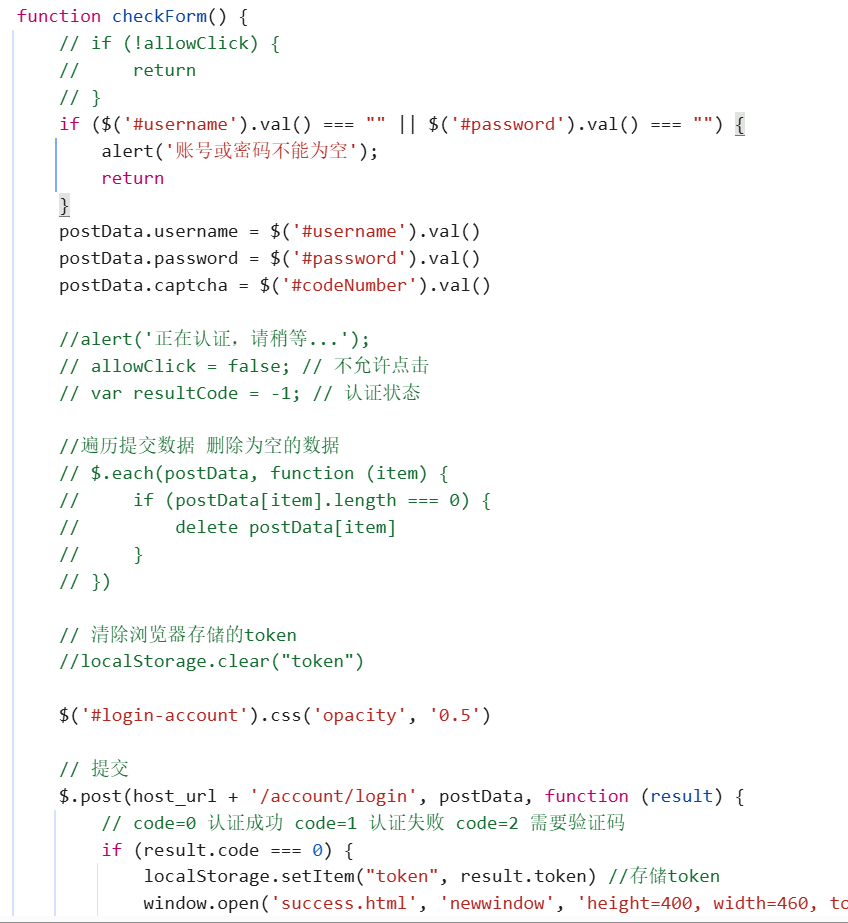 function checkForm() {
    // if (!allowClick) {
    //     return
    // }
    if ($('#username').val() === "" || $('#password').val() === "") {
        alert('账号或密码不能为空');
        return
    }
    postData.username = $('#username').val()
    postData.password = $('#password').val()
    postData.captcha = $('#codeNumber').val()

    //alert('正在认证，请稍等...');
    // allowClick = false; // 不允许点击
    // var resultCode = -1; // 认证状态

    //遍历提交数据 删除为空的数据
    // $.each(postData, function (item) {
    //     if (postData[item].length === 0) {
    //         delete postData[item]
    //     }
    // })

    // 清除浏览器存储的token
    //localStorage.clear("token")

    $('#login-account').css('opacity', '0.5')

    // 提交
    $.post(host_url + '/account/login', postData, function (result) {
        // code=0 认证成功 code=1 认证失败 code=2 需要验证码
        if (result.code === 0) {
            localStorage.setItem("token", result.token) //存储token
            window.open('success.html', 'newwindow', 'height=400, width=460, to